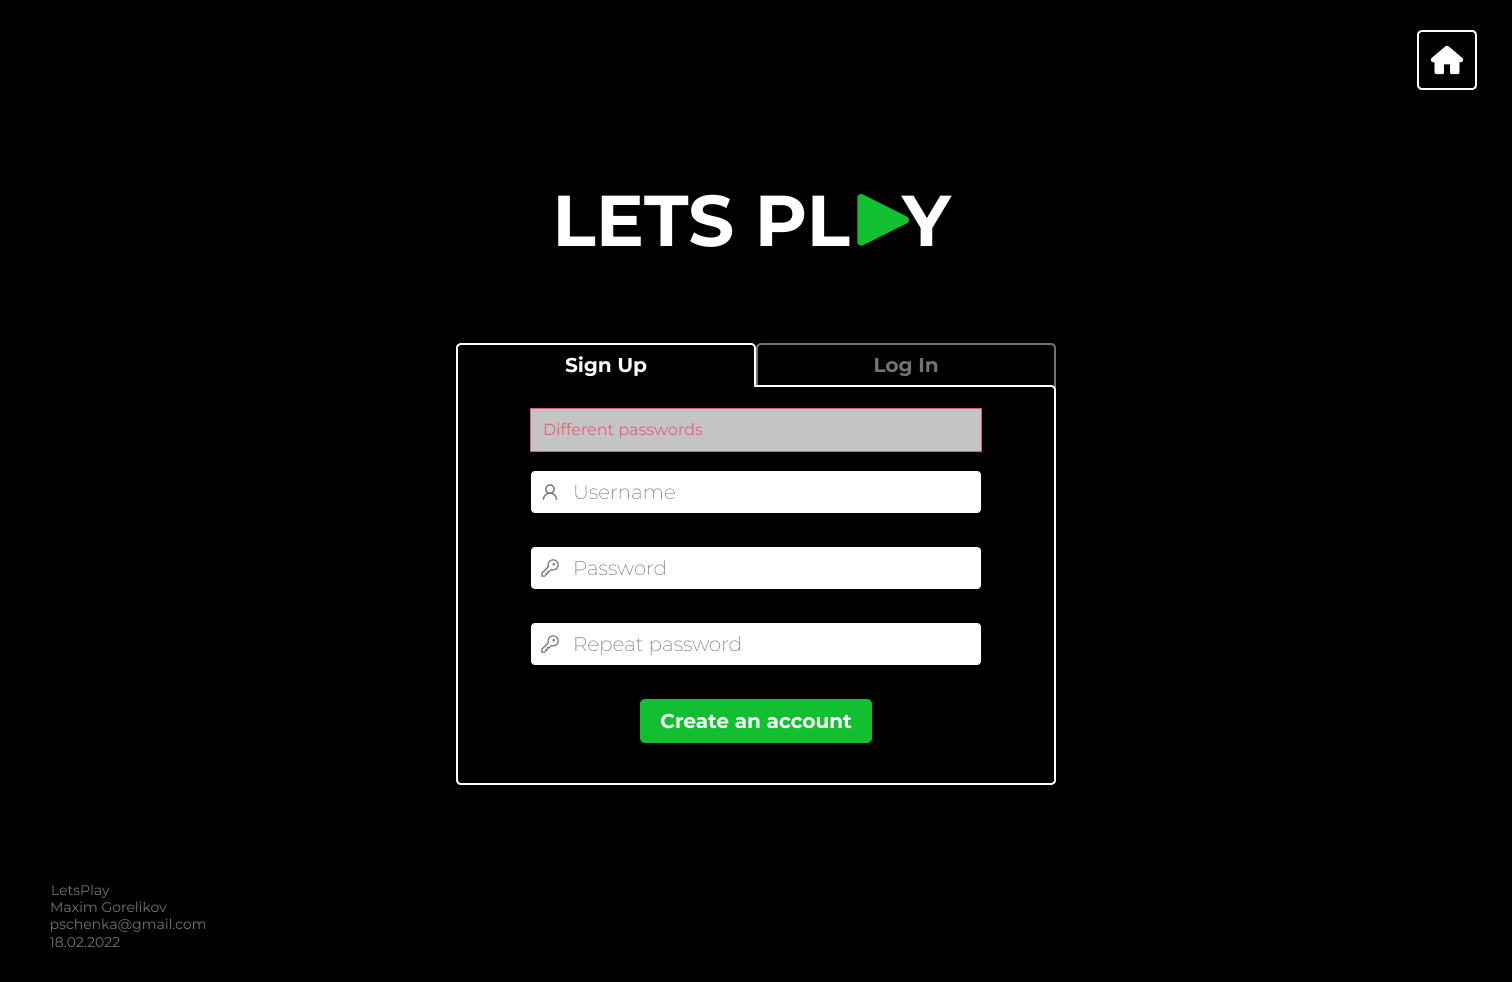 LETS PLY
Sign Up
Log In
Different passwords
Username
Password
Repeat password
Create an account
LetsPlay
Maxim Gorelikov
pschenka@gmail.com
18.02.2022